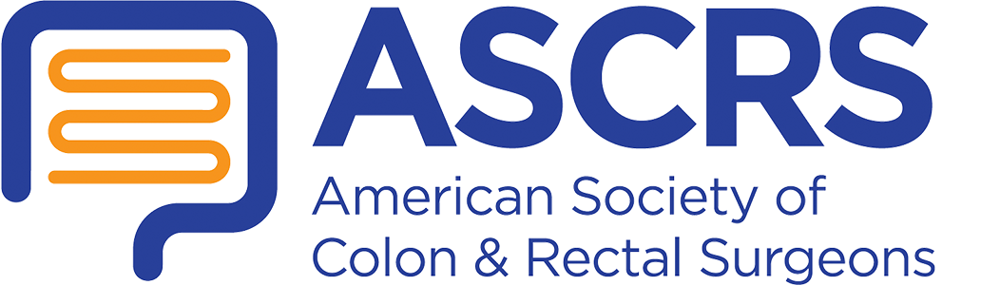 ASCRS
American Society of
Colon & Rectal Surgeons